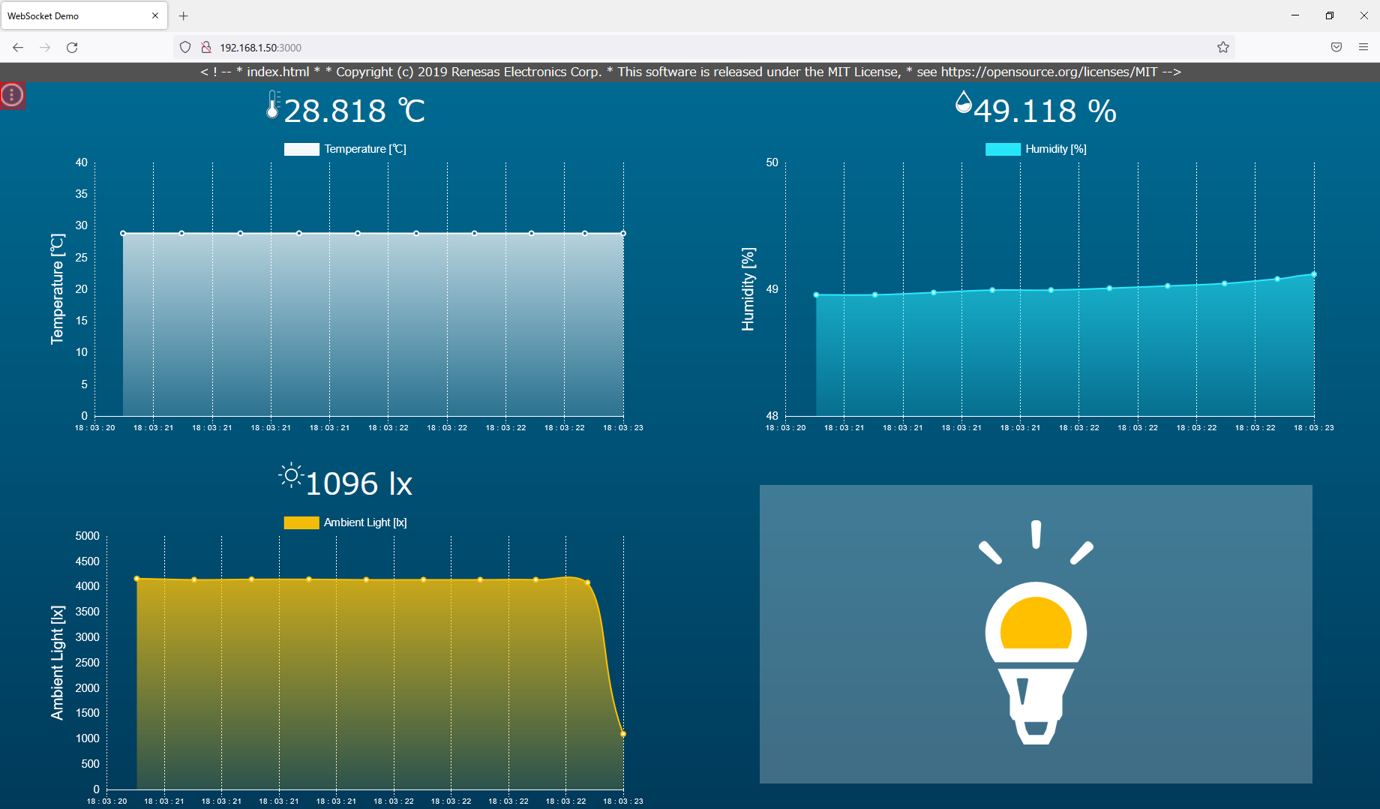 WebSocket Demo
192.168.1.50:3000
< ! -- * index.html * * Copyright (c) 2019 Renesas Electronics Corp. * This software is released under the MIT License, * see https://opensource.org/licenses/MIT -->
28.818 ℃
Temperature [℃]
40
35
30
25
20
15
10
5
0
Temperature [℃]
18 : 03 : 20 18 : 03 : 21 18 : 03 : 21 18 : 03 : 21 18 : 03 : 21 18 : 03 : 22 18 : 03 : 22 18 : 03 : 22 18 : 03 : 22 18 : 03 : 23
49.118 %
Humidity [%]
50
49
48
Humidity [%]
18 : 03 : 20 18 : 03 : 21 18 : 03 : 21 18 : 03 : 21 18 : 03 : 21 18 : 03 : 22 18 : 03 : 22 18 : 03 : 22 18 : 03 : 22 18 : 03 : 23
1096 lx
Ambient Light [lx]
5000
4500
4000
3500
3000
2500
2000
1500
1000
500
0
Ambient Light [lx]
18 : 03 : 20 18 : 03 : 21 18 : 03 : 21 18 : 03 : 21 18 : 03 : 21 18 : 03 : 22 18 : 03 : 22 18 : 03 : 22 18 : 03 : 22 18 : 03 : 23